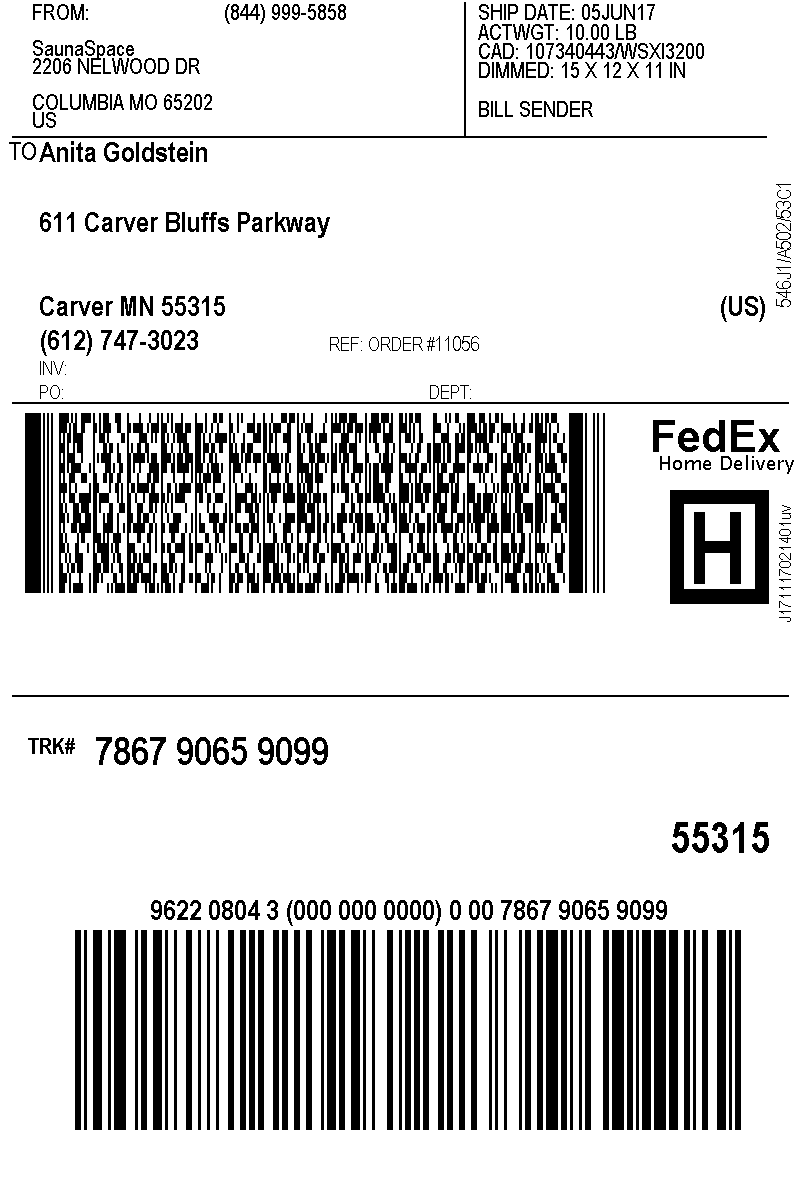 FROM: (844) 999-5858
SaunaSpace
2206 NELWOOD DR
COLUMBIA MO 65202
US
SHIP DATE: 05JUN17
ACTWGT: 10.00 LB
CAD: 107340443/WSXI3200
DIMMED: 15 X 12 X 11 IN
BILL SENDER
TO Anita Goldstein
611 Carver Bluffs Parkway
Carver MN 55315 (US)
(612) 747-3023 REF: ORDER #11056
INV:
PO: DEPT:
546J1/A502/53C1
FedEx
Home Delivery
H
J171117021401uv
TRK# 7867 9065 9099
55315
9622 0804 3 (000 000 0000) 0 00 7867 9065 9099